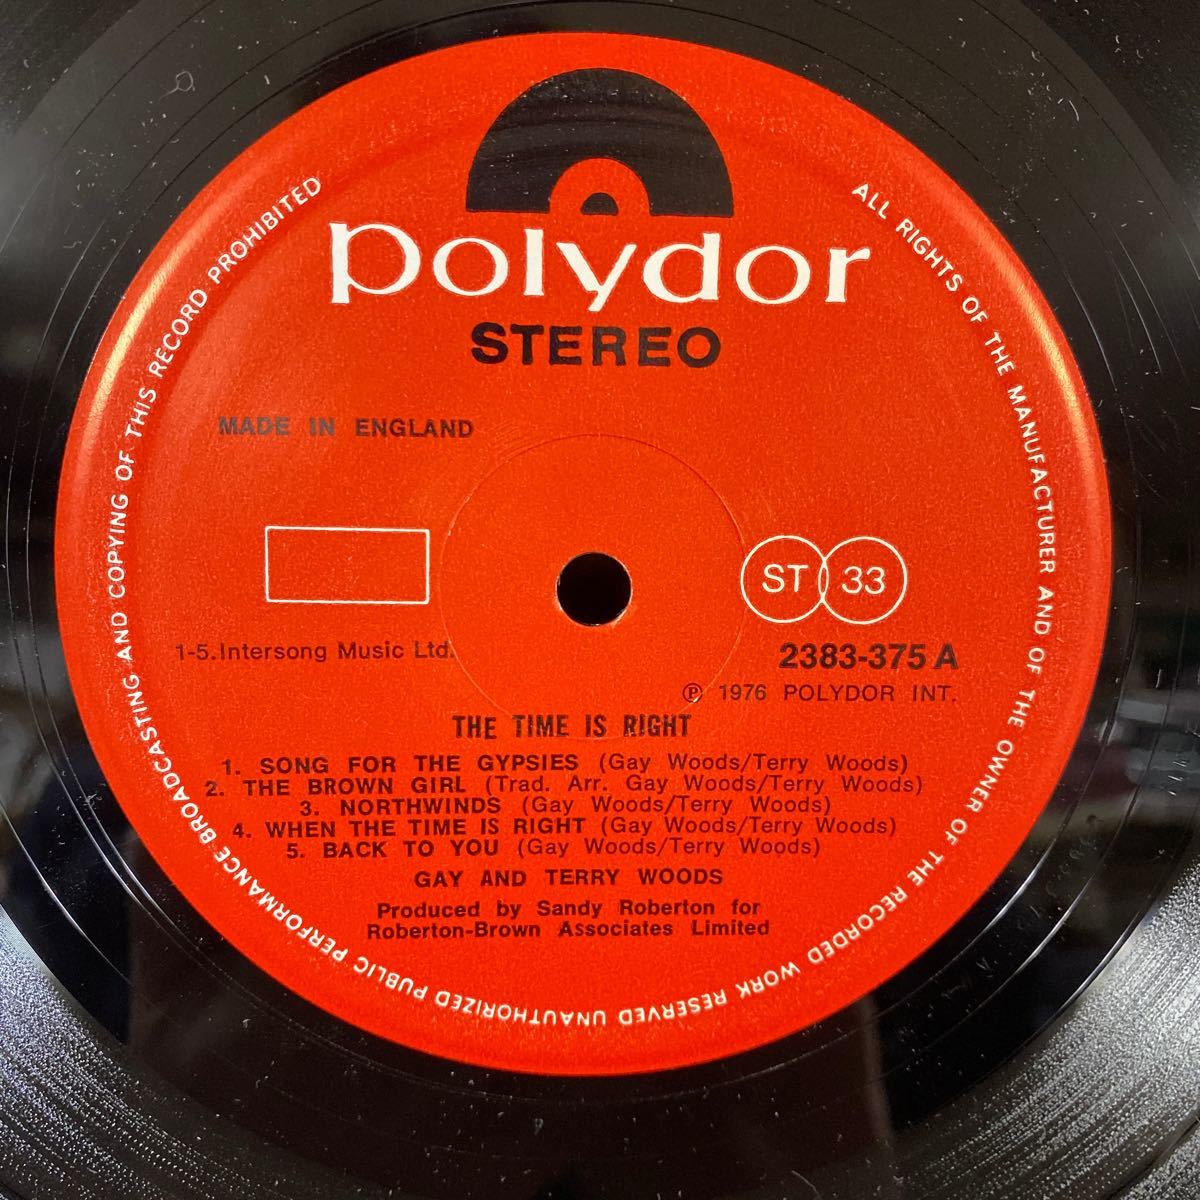 polydor
STEREO
MADE IN ENGLAND
ST 33
1-5.Intersong Music Ltd.
2383-375 A
℗ 1976 POLYDOR INT.
THE TIME IS RIGHT
1. SONG FOR THE GYPSIES (Gay Woods/Terry Woods)
2. THE BROWN GIRL (Trad. Arr. Gay Woods/Terry Woods)
3. NORTHWINDS (Gay Woods/Terry Woods)
4. WHEN THE TIME IS RIGHT (Gay Woods/Terry Woods)
5. BACK TO YOU (Gay Woods/Terry Woods)
GAY AND TERRY WOODS
Produced by Sandy Roberton for
Roberton-Brown Associates Limited
ALL RIGHTS OF THE MANUFACTURER AND OF THE OWNER OF THE RECORDED WORK RESERVED UNAUTHORIZED PUBLIC PERFORMANCE BROADCASTING AND COPYING OF THIS RECORD PROHIBITED